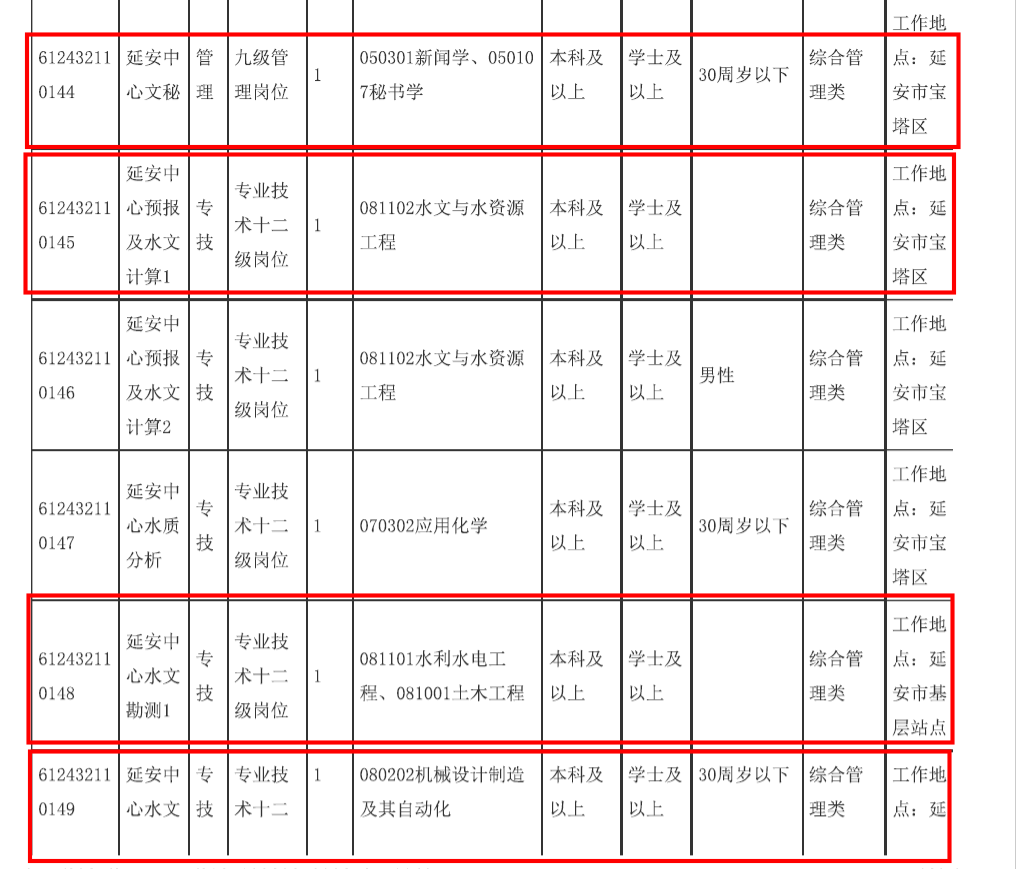 工作地
61243211 延安中 管 九级管 1 050301新闻学、05010 本科及 学士及 30周岁以下 综合管 点：延
0144 心文秘 理 理岗位 7秘书学 以上 以上 理类 安市宝
塔区
延安中 工作地
61243211 心预报 专 专业技 1 081102水文与水资源 本科及 学士及 综合管 点：延
0145 及水文 技 术十二 工程 以上 以上 理类 安市宝
计算1 级岗位 塔区
延安中 工作地
61243211 心预报 专 专业技 1 081102水文与水资源 本科及 学士及 男性 综合管 点：延
0146 及水文 技 术十二 工程 以上 以上 理类 安市宝
计算2 级岗位 塔区
工作地
61243211 延安中 专 专业技 1 070302应用化学 本科及 学士及 30周岁以下 综合管 点：延
0147 心水质 技 术十二 以上 以上 理类 安市宝
分析 级岗位 塔区
工作地
61243211 延安中 专 专业技 1 081101水利水电工 本科及 学士及 综合管 点：延
0148 心水文 技 术十二 程、081001土木工程 以上 以上 理类 安市基
勘测1 级岗位 层站点
61243211 延安中 专 专业技 1 080202机械设计制造 本科及 学士及 30周岁以下 综合管 工作地
0149 心水文 技 术十二 及其自动化 以上 以上 理类 点：延